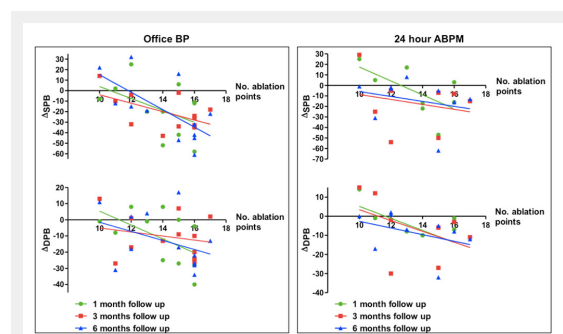 Office BP
24 hour ABPM
30
20
10
0
-10
-20
-30
-40
-50
-60
ΔSPB
10
12
14
16
18
No. ablation
points
20
10
0
-10
-20
-30
-40
-50
ΔDPB
10
12
14
16
18
No. ablation
points
1 month follow up
3 months follow up
6 months follow up
30
20
10
0
-10
-20
-30
-40
-50
-60
-70
ΔSPB
10
12
14
16
18
No. ablation
points
20
10
0
-10
-20
-30
-40
ΔDPB
10
12
14
16
18
No. ablation
points
1 month follow up
3 months follow up
6 months follow up